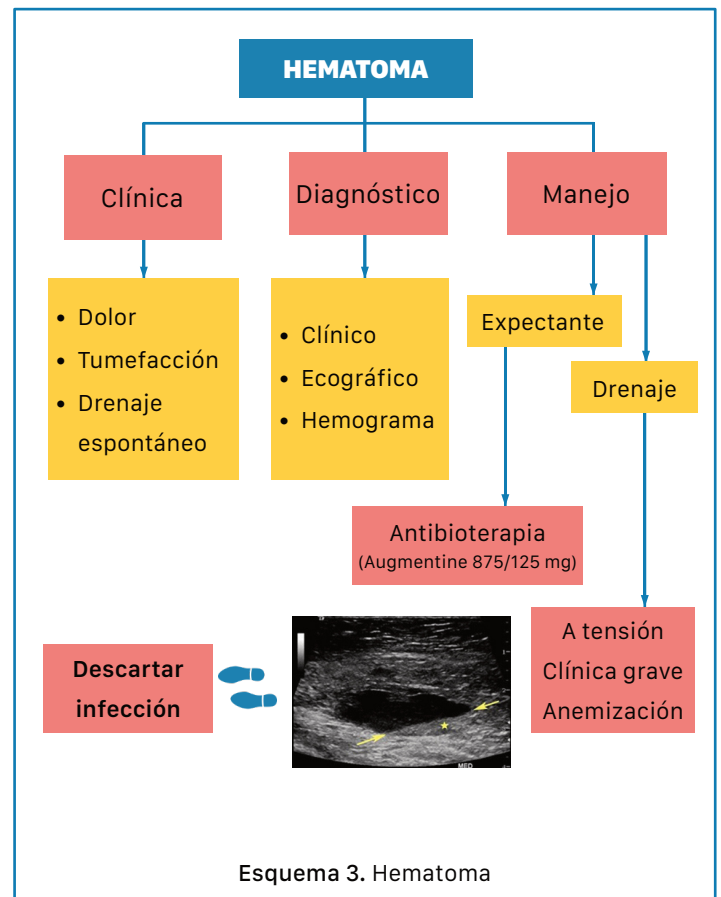 HEMATOMA
Clínica
Diagnóstico
Manejo
• Dolor
• Tumefacción
• Drenaje
espontáneo
• Clínico
• Ecográfico
• Hemograma
Expectante
Drenaje
Antibioterapia
(Augmentine 875/125 mg)
A tensión
Clínica grave
Anemización
Descartar
infección
MED
Esquema 3. Hematoma